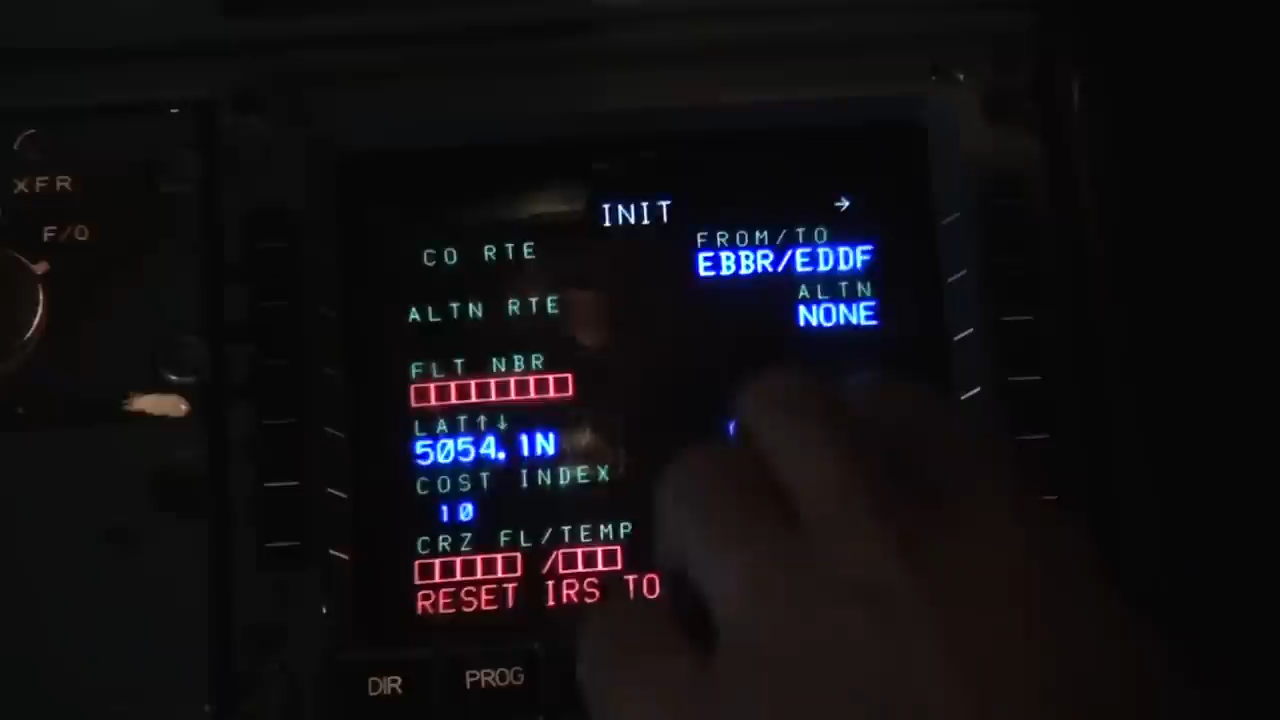 XFR
F/O
INIT →
CO RTE FROM/TO
EBBR/EDDF
ALTN RTE ALTN
NONE
FLT NBR
LAT↑↓
5054.1N
COST INDEX
10
CRZ FL/TEMP
/
RESET IRS TO
DIR PROG